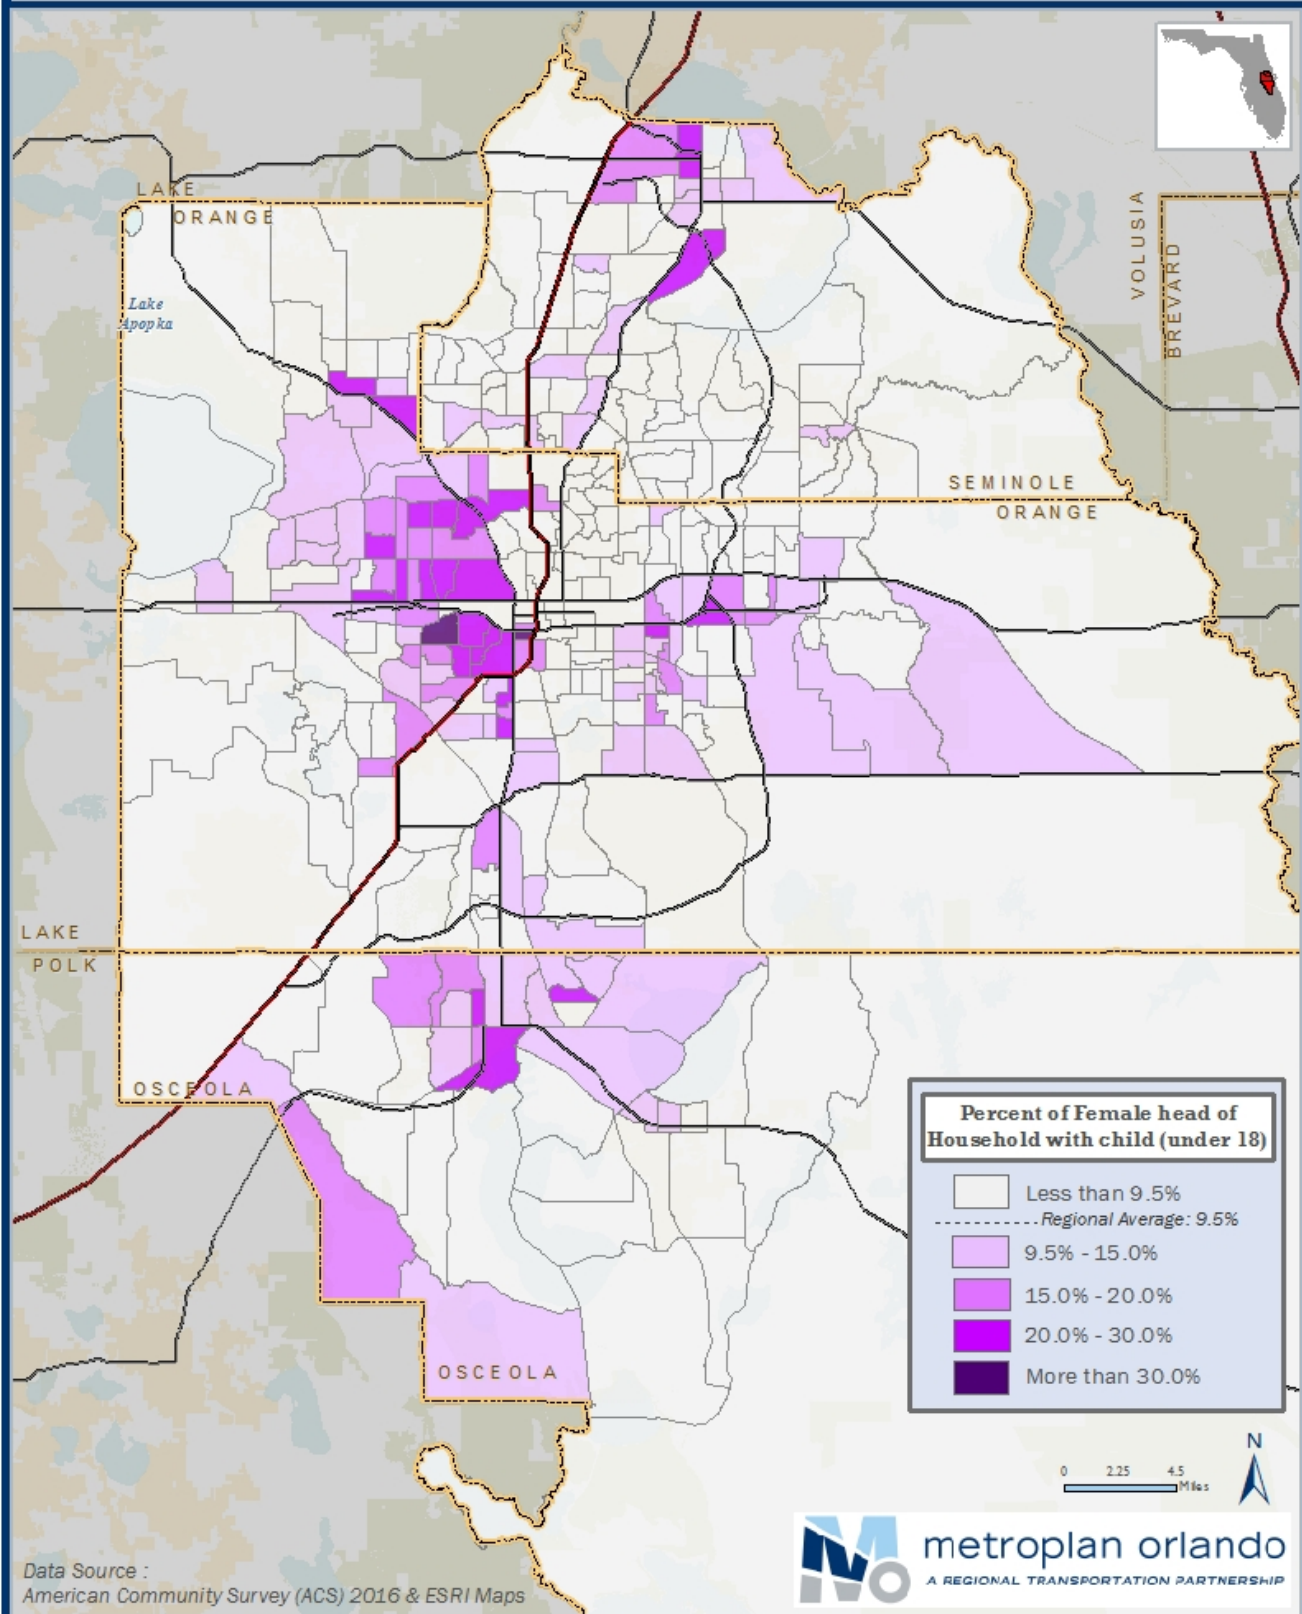 LAKE
ORANGE
VOLUSIA
BREVARD
Lake
Apopka
SEMINOLE
ORANGE
LAKE
POLK
OSCEOLA
Percent of Female head of
Household with child (under 18)
Less than 9.5%
Regional Average: 9.5%
9.5% - 15.0%
15.0% - 20.0%
20.0% - 30.0%
More than 30.0%
OSCEOLA
N
0 2.25 4.5
Miles
metroplan orlando
A REGIONAL TRANSPORTATION PARTNERSHIP
Data Source :
American Community Survey (ACS) 2016 & ESRI Maps